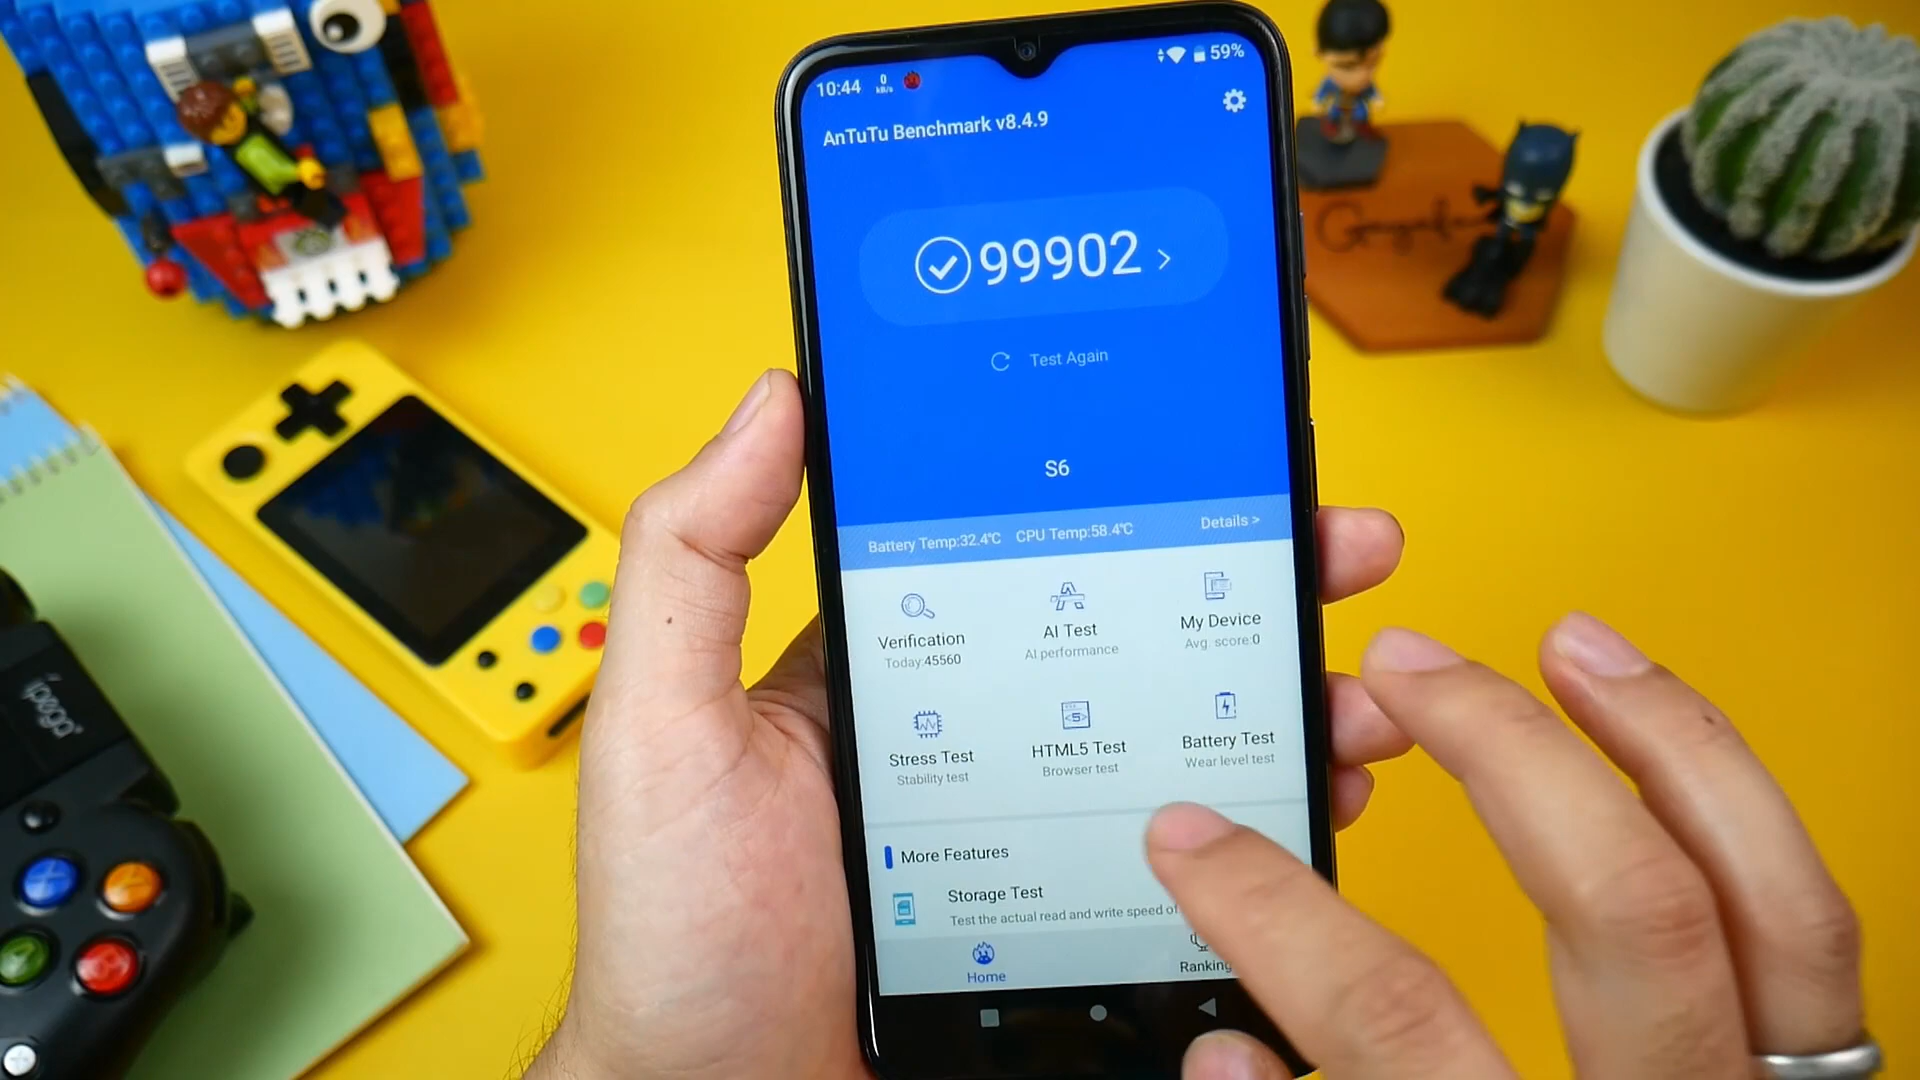 10:44
0
kB/s
59%
AnTuTu Benchmark v8.4.9
99902 >
Test Again
S6
Battery Temp:32.4℃ CPU Temp:58.4℃ Details >
Verification
Today:45560
AI Test
AI performance
My Device
Avg. score:0
Stress Test
Stability test
HTML5 Test
Browser test
Battery Test
Wear level test
More Features
Storage Test
Test the actual read and write speed of
Home
Ranking
ipega